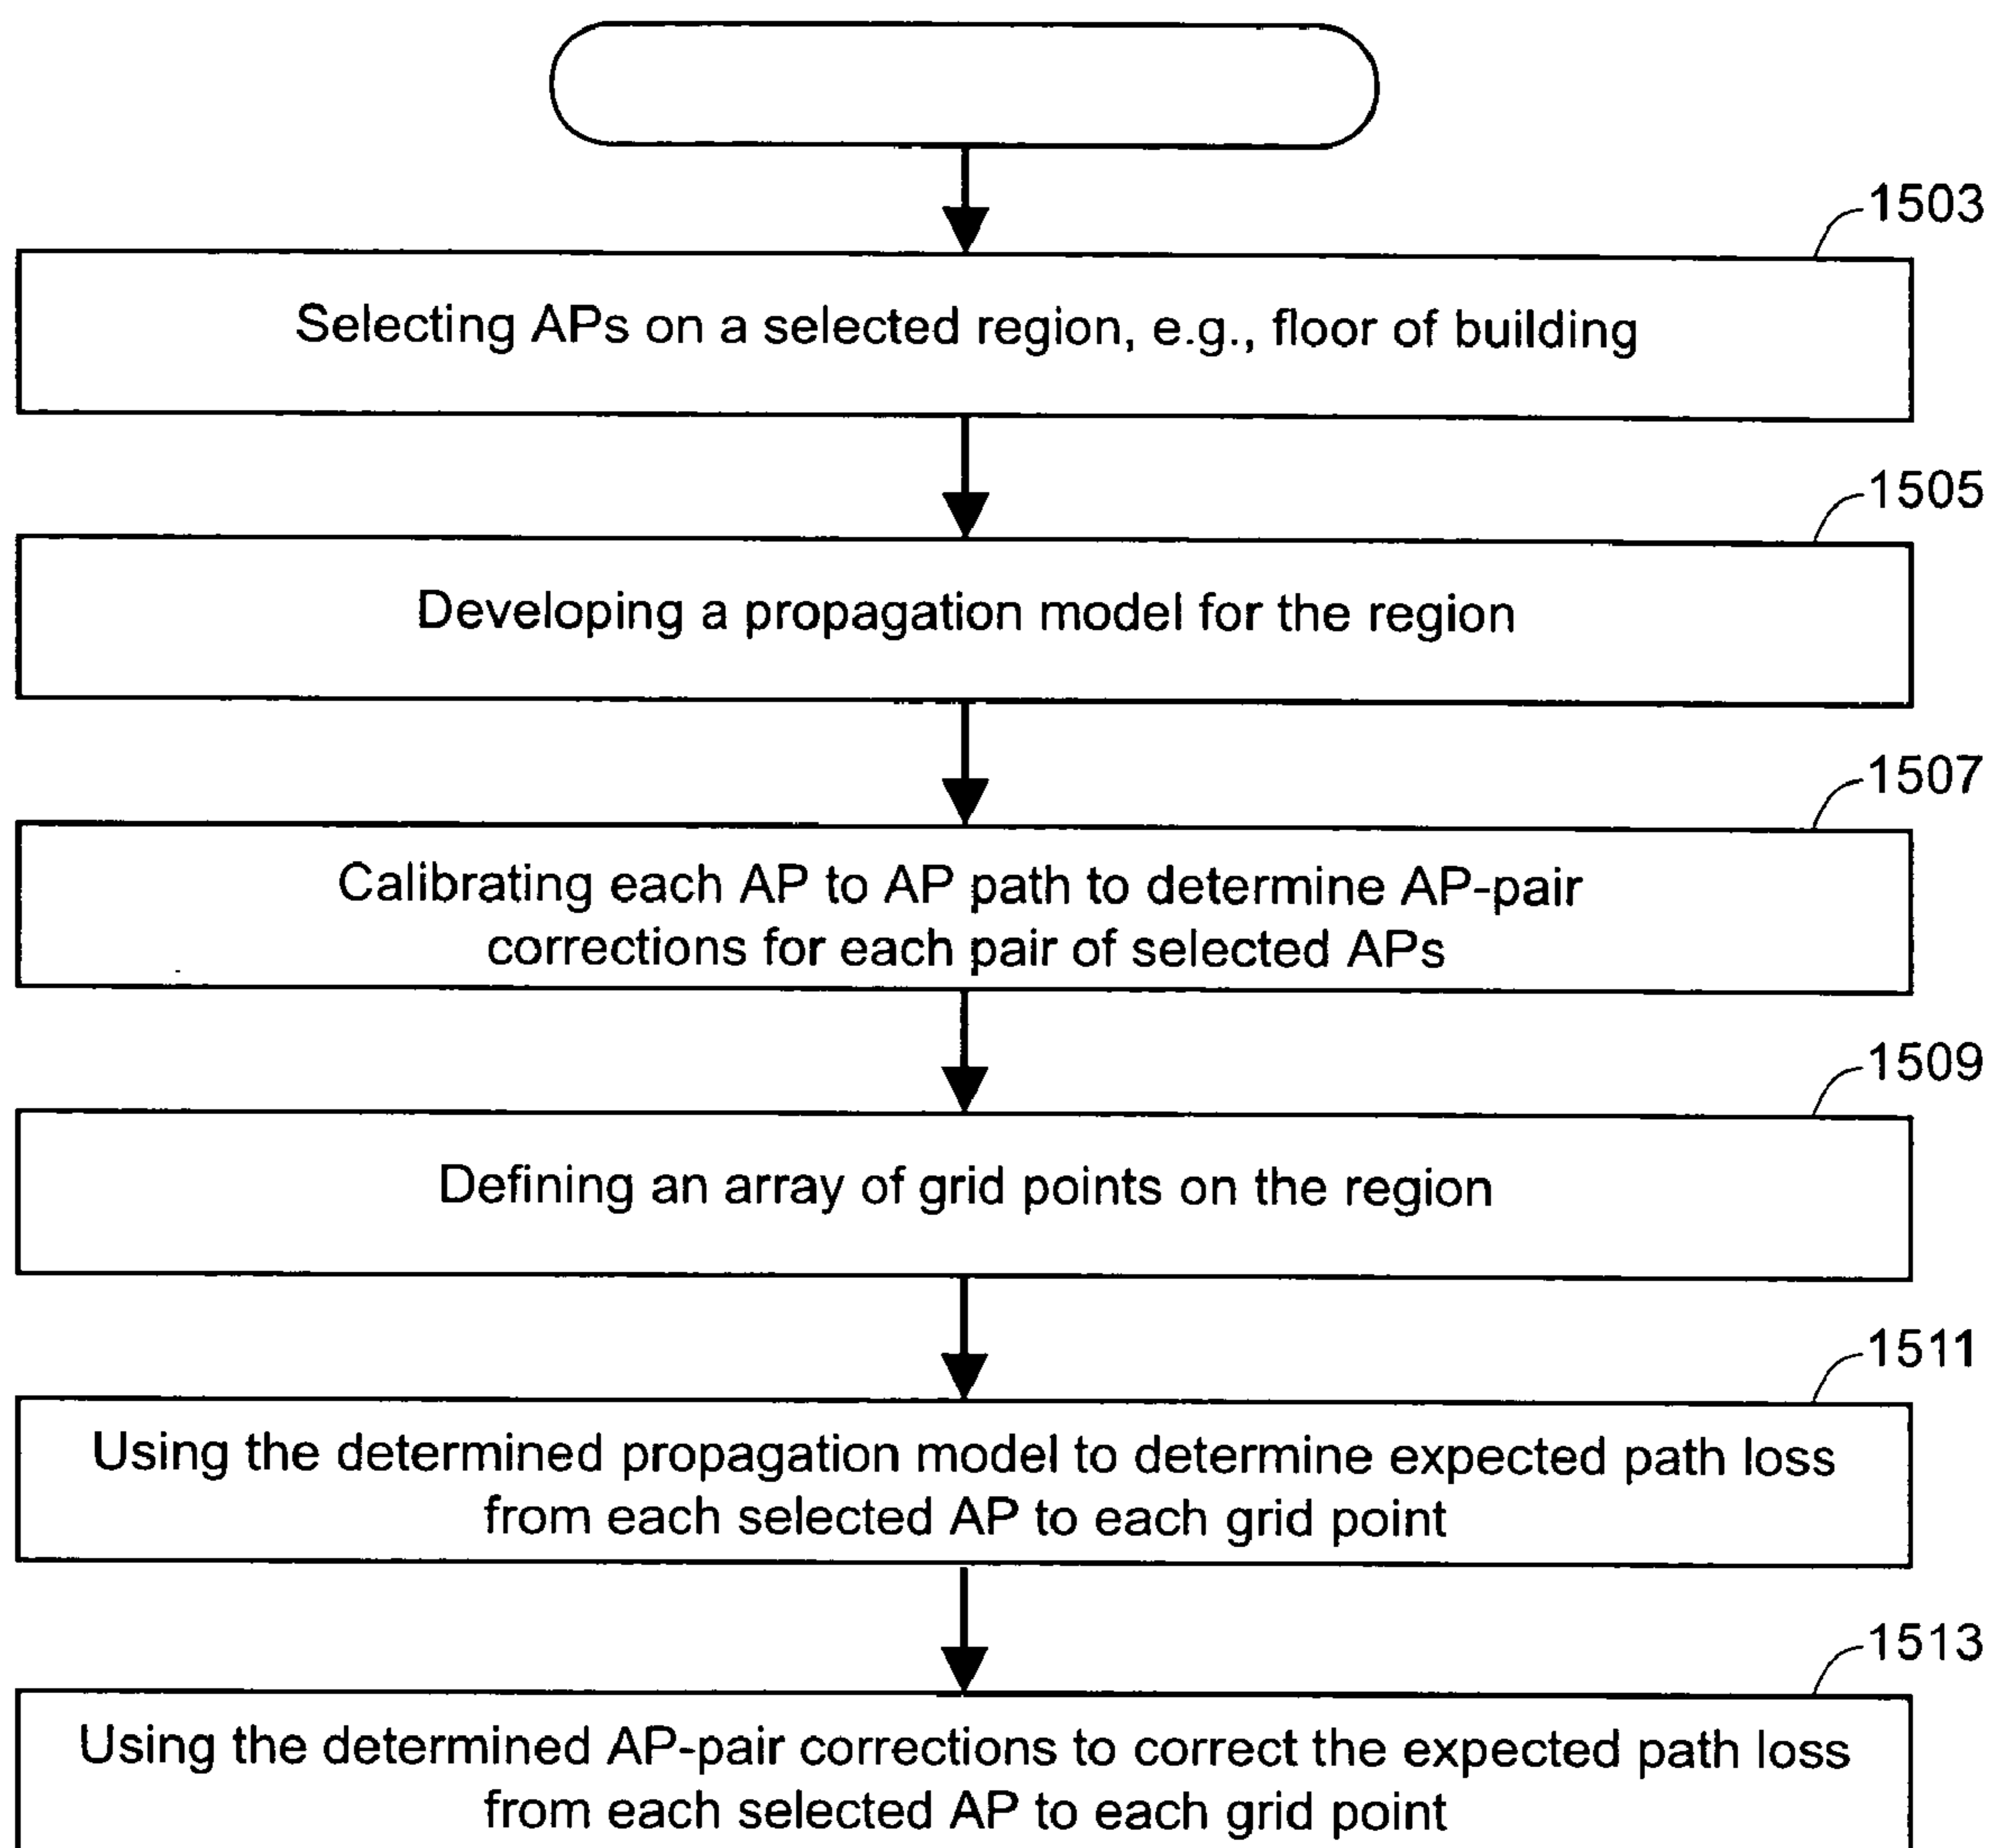 1503
Selecting APs on a selected region, e.g., floor of building
1505
Developing a propagation model for the region
1507
Calibrating each AP to AP path to determine AP-pair
corrections for each pair of selected APs
1509
Defining an array of grid points on the region
1511
Using the determined propagation model to determine expected path loss
from each selected AP to each grid point
1513
Using the determined AP-pair corrections to correct the expected path loss
from each selected AP to each grid point